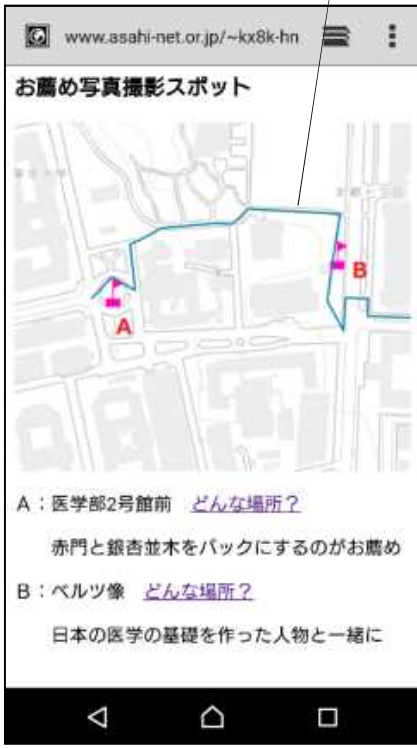 www.asahi-net.or.jp/~kx8k-hn
お薦め写真撮影スポット
B
A
A：医学部2号館前　どんな場所？
赤門と銀杏並木をバックにするのがお薦め
B：ベルツ像　どんな場所？
日本の医学の基礎を作った人物と一緒に